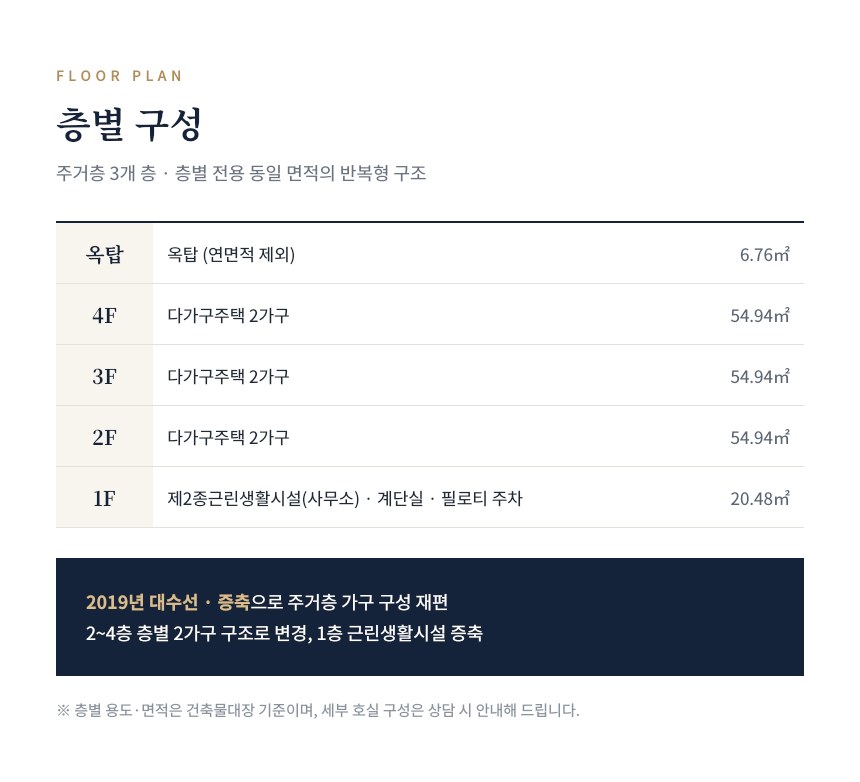 FLOOR PLAN
층별 구성
주거층 3개 층 · 층별 전용 동일 면적의 반복형 구조
옥탑 옥탑 (연면적 제외) 6.76㎡
4F 다가구주택 2가구 54.94㎡
3F 다가구주택 2가구 54.94㎡
2F 다가구주택 2가구 54.94㎡
1F 제2종근린생활시설(사무소) · 계단실 · 필로티 주차 20.48㎡
2019년 대수선 · 증축으로 주거층 가구 구성 재편
2~4층 층별 2가구 구조로 변경, 1층 근린생활시설 증축
※ 층별 용도·면적은 건축물대장 기준이며, 세부 호실 구성은 상담 시 안내해 드립니다.